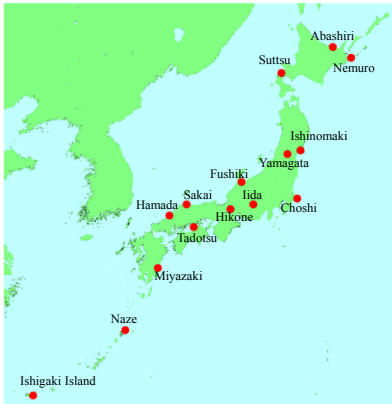 Abashiri
Suttsu
Nemuro
Ishinomaki
Yamagata
Fushiki
Sakai
Iida
Hamada
Hikone
Choshi
Tadotsu
Miyazaki
Naze
Ishigaki Island